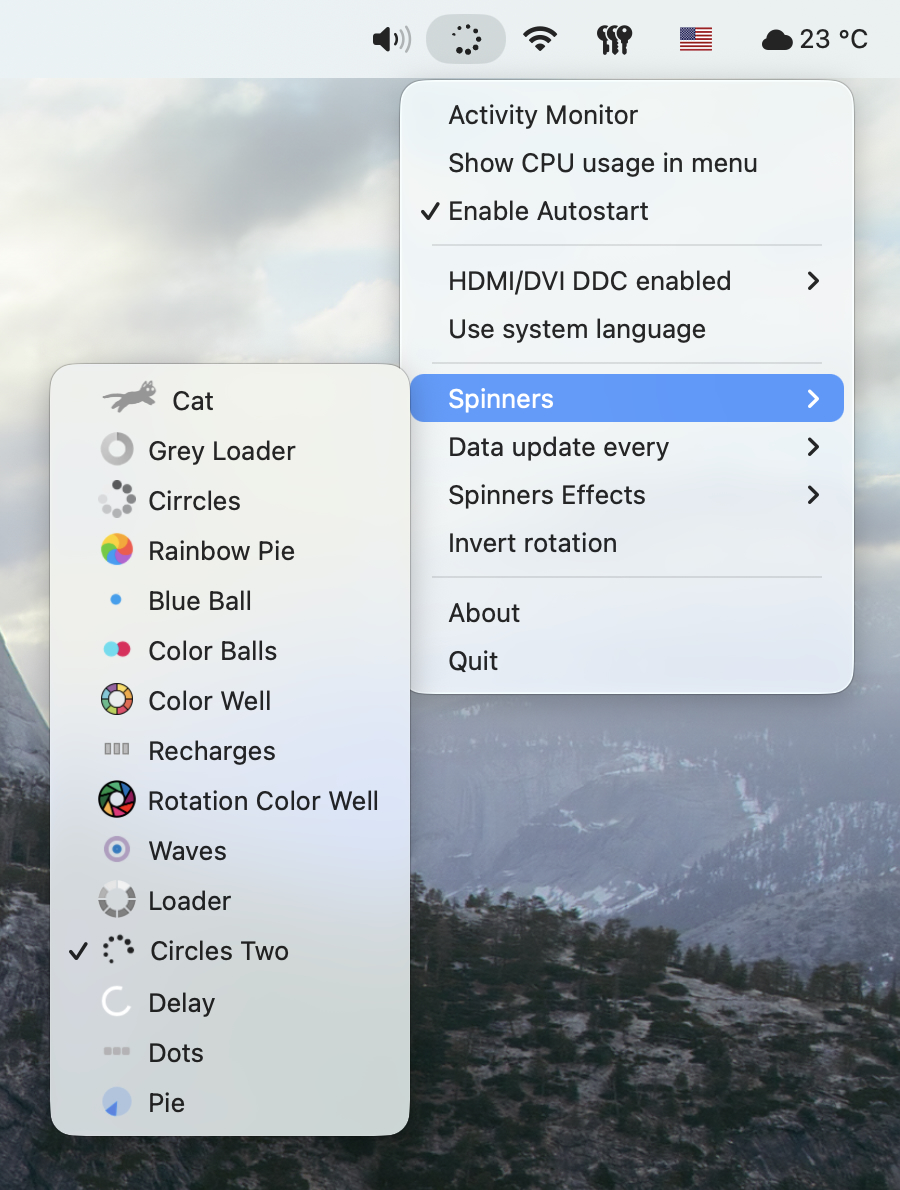 23 °C
Activity Monitor
Show CPU usage in menu
Enable Autostart
HDMI/DVI DDC enabled
Use system language
Spinners
Data update every
Spinners Effects
Invert rotation
About
Quit
Cat
Grey Loader
Cirrcles
Rainbow Pie
Blue Ball
Color Balls
Color Well
Recharges
Rotation Color Well
Waves
Loader
Circles Two
Delay
Dots
Pie